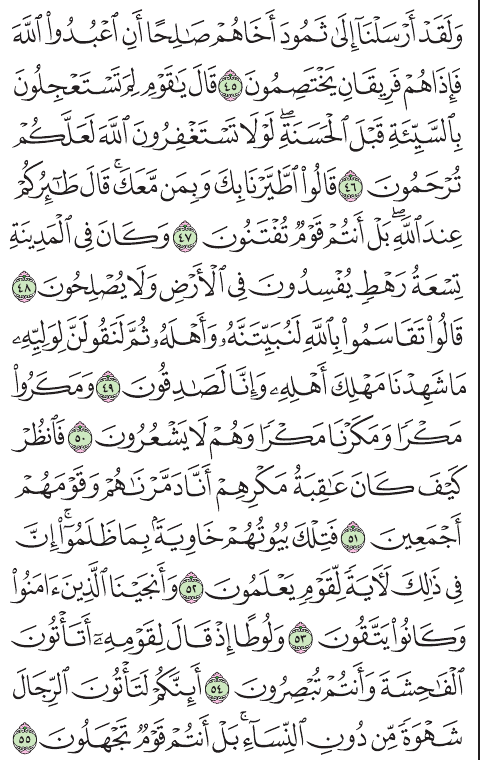 وَلَقَدْ أَرْسَلْنَآ إِلَىٰ ثَمُودَ أَخَاهُمْ صَٰلِحًا أَنِ ٱعْبُدُوا۟ ٱللَّهَ
فَإِذَا هُمْ فَرِيقَانِ يَخْتَصِمُونَ ٤٥ قَالَ يَٰقَوْمِ لِمَ تَسْتَعْجِلُونَ
بِٱلسَّيِّئَةِ قَبْلَ ٱلْحَسَنَةِ ۖ لَوْلَا تَسْتَغْفِرُونَ ٱللَّهَ لَعَلَّكُمْ
تُرْحَمُونَ ٤٦ قَالُوا۟ ٱطَّيَّرْنَا بِكَ وَبِمَن مَّعَكَ ۚ قَالَ طَٰٓئِرُكُمْ
عِندَ ٱللَّهِ ۖ بَلْ أَنتُمْ قَوْمٌ تُفْتَنُونَ ٤٧ وَكَانَ فِى ٱلْمَدِينَةِ
تِسْعَةُ رَهْطٍ يُفْسِدُونَ فِى ٱلْأَرْضِ وَلَا يُصْلِحُونَ ٤٨
قَالُوا۟ تَقَاسَمُوا۟ بِٱللَّهِ لَنُبَيِّتَنَّهُۥ وَأَهْلَهُۥ ثُمَّ لَنَقُولَنَّ لِوَلِيِّهِۦ
مَا شَهِدْنَا مَهْلِكَ أَهْلِهِۦ وَإِنَّا لَصَٰدِقُونَ ٤٩ وَمَكَرُوا۟
مَكْرًا وَمَكَرْنَا مَكْرًا وَهُمْ لَا يَشْعُرُونَ ٥٠ فَٱنظُرْ
كَيْفَ كَانَ عَٰقِبَةُ مَكْرِهِمْ أَنَّا دَمَّرْنَٰهُمْ وَقَوْمَهُمْ
أَجْمَعِينَ ٥١ فَتِلْكَ بُيُوتُهُمْ خَاوِيَةًۢ بِمَا ظَلَمُوٓا۟ ۗ إِنَّ
فِى ذَٰلِكَ لَءَايَةً لِّقَوْمٍ يَعْلَمُونَ ٥٢ وَأَنجَيْنَا ٱلَّذِينَ ءَامَنُوا۟
وَكَانُوا۟ يَتَّقُونَ ٥٣ وَلُوطًا إِذْ قَالَ لِقَوْمِهِۦٓ أَتَأْتُونَ
ٱلْفَٰحِشَةَ وَأَنتُمْ تُبْصِرُونَ ٥٤ أَئِنَّكُمْ لَتَأْتُونَ ٱلرِّجَالَ
شَهْوَةً مِّن دُونِ ٱلنِّسَآءِ ۚ بَلْ أَنتُمْ قَوْمٌ تَجْهَلُونَ ٥٥